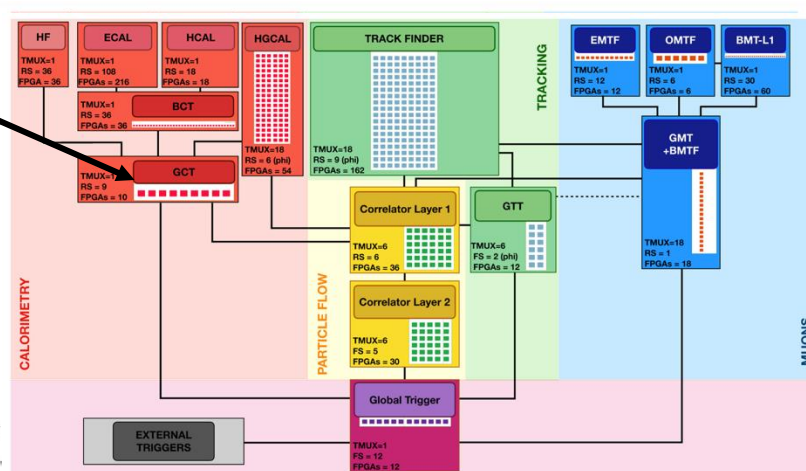 HF
TMUX=1
RS = 36
FPGA = 36
ECAL
TMUX=1
RS = 108
FPGAs = 216
HCAL
TMUX=1
RS = 18
FPGAs = 18
BCT
TMUX=1
RS = 36
FPGAs = 36
GCT
TMUX=1
RS = 9
FPGAs = 10
HGCAL
TMUX=18
RS = 6 (phi)
FPGAs = 54
CALORIMETRY
TRACK FINDER
TMUX=18
RS = 9 (phi)
FPGAs = 162
TRACKING
Correlator Layer 1
TMUX=6
RS = 6
FPGAs = 36
GTT
TMUX=6
FS = 2 (phi)
FPGAs = 12
Correlator Layer 2
TMUX=6
FS = 5
FPGAs = 30
PARTICLE FLOW
EMTF
TMUX=1
RS = 12
FPGAs = 12
OMTF
TMUX=1
RS = 6
FPGAs = 6
BMT-L1
TMUX=1
RS = 30
FPGAs = 60
GMT
+BMTF
TMUX=18
RS = 1
FPGAs = 18
MUONS
Global Trigger
TMUX=1
FS = 12
FPGAs = 12
EXTERNAL
TRIGGERS